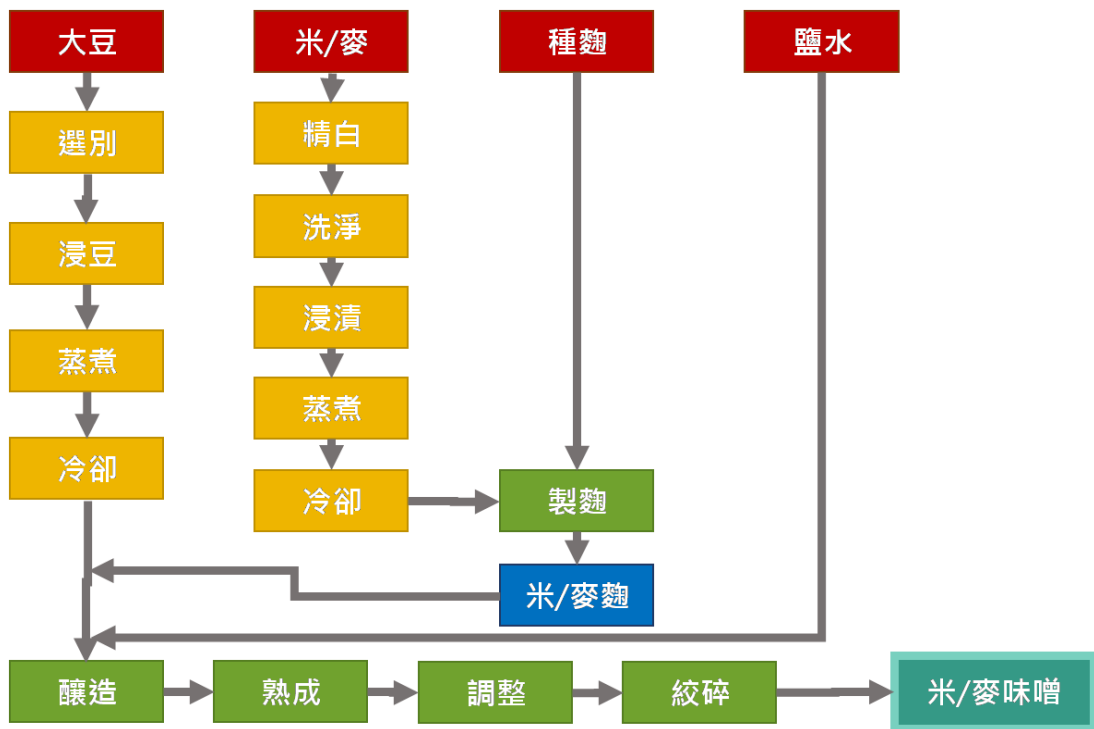 大豆
米/麥
種麴
鹽水
選別
精白
浸豆
洗淨
蒸煮
浸漬
冷卻
蒸煮
冷卻
製麴
米/麥麴
釀造
熟成
調整
絞碎
米/麥味噌